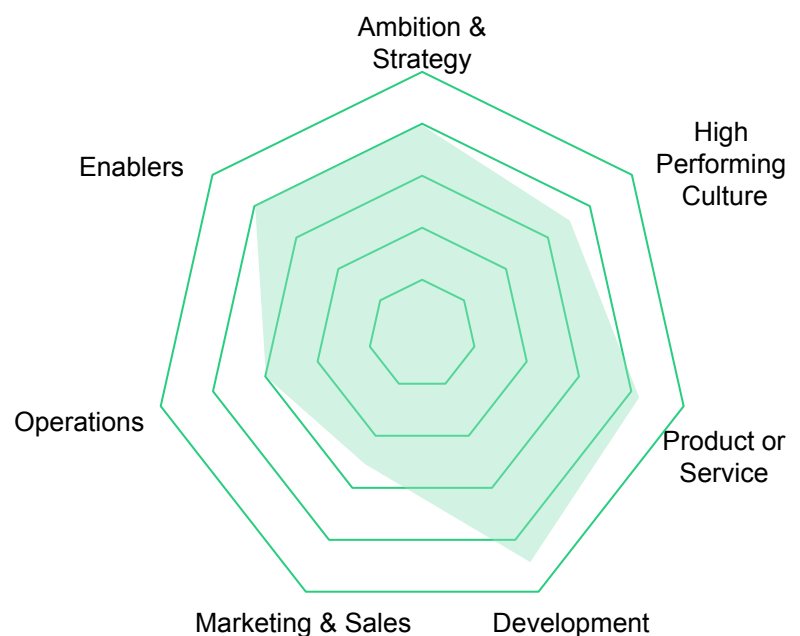 Ambition &
Strategy
High
Performing
Culture
Enablers
Operations
Product or
Service
Marketing & Sales
Development